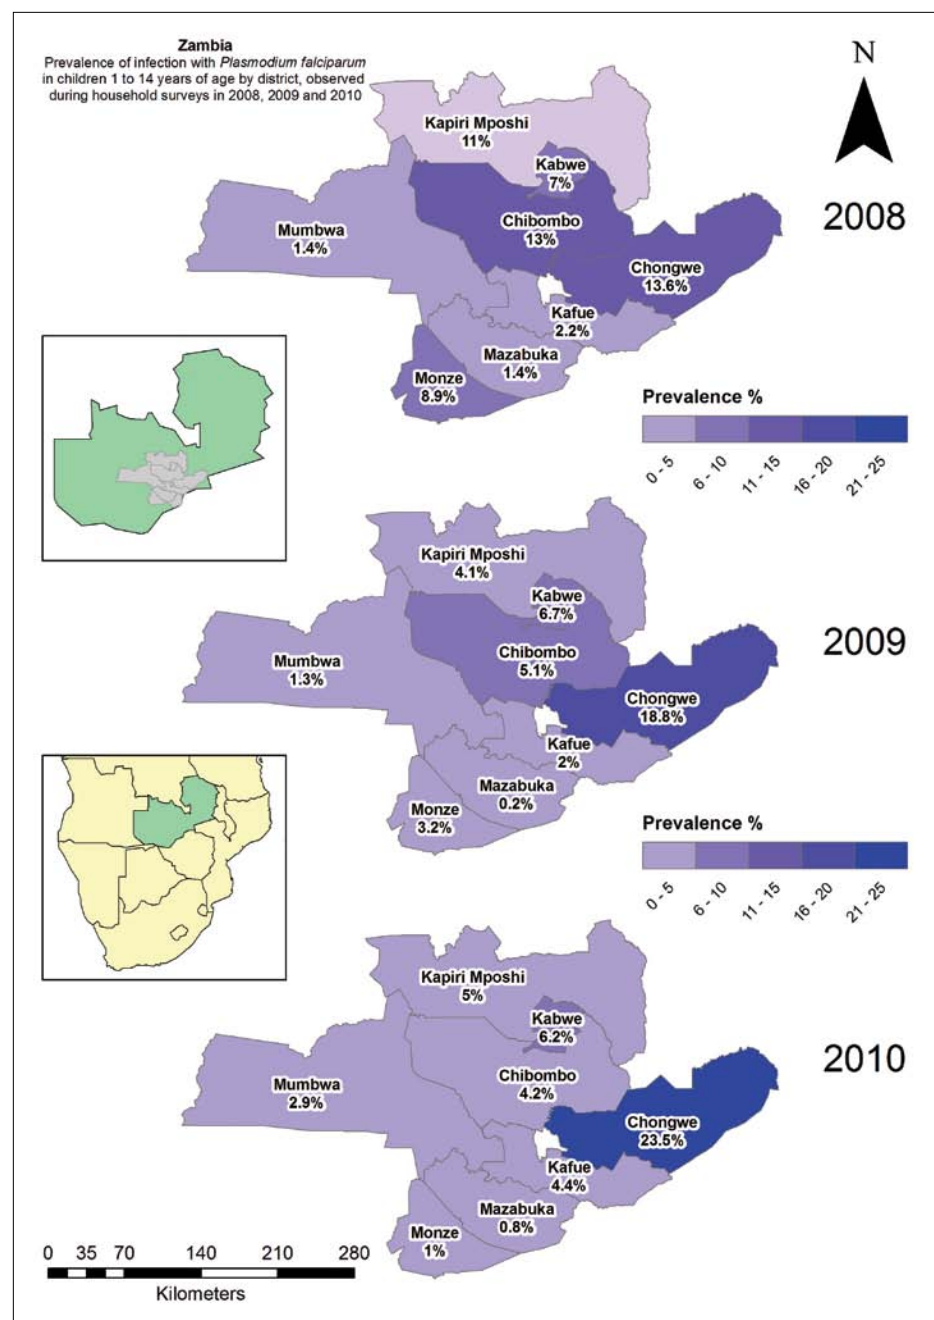 Zambia
Prevalence of infection with Plasmodium falciparum
in children 1 to 14 years of age by district, observed
during household surveys in 2008, 2009 and 2010
N
2008
Kapiri Mposhi
11%
Kabwe
7%
Chibombo
13%
Mumbwa
1.4%
Chongwe
13.6%
Kafue
2.2%
Mazabuka
1.4%
Monze
8.9%
Prevalence %
0 - 5
6 - 10
11 - 15
16 - 20
21 - 25
2009
Kapiri Mposhi
4.1%
Kabwe
6.7%
Chibombo
5.1%
Mumbwa
1.3%
Chongwe
18.8%
Kafue
2%
Mazabuka
0.2%
Monze
3.2%
Prevalence %
0 - 5
6 - 10
11 - 15
16 - 20
21 - 25
2010
Kapiri Mposhi
5%
Kabwe
6.2%
Chibombo
4.2%
Mumbwa
2.9%
Chongwe
23.5%
Kafue
4.4%
Mazabuka
0.8%
Monze
1%
0 35 70 140 210 280
Kilometers